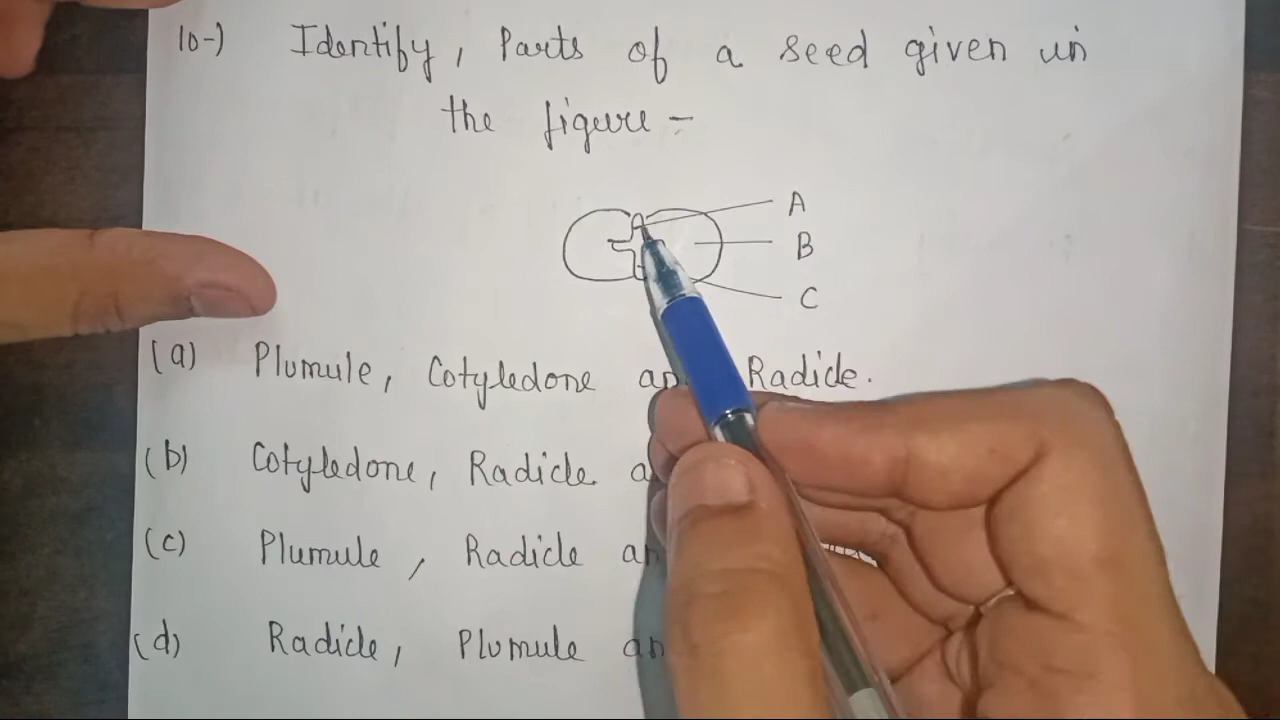 10-) Identify, Parts of a seed given in
the figure -
A
B
C
(a) Plumule, Cotyledone an Radicle.
(b) Cotyledone, Radicle a
(c) Plumule, Radicle an
(d) Radicle, Plumule an